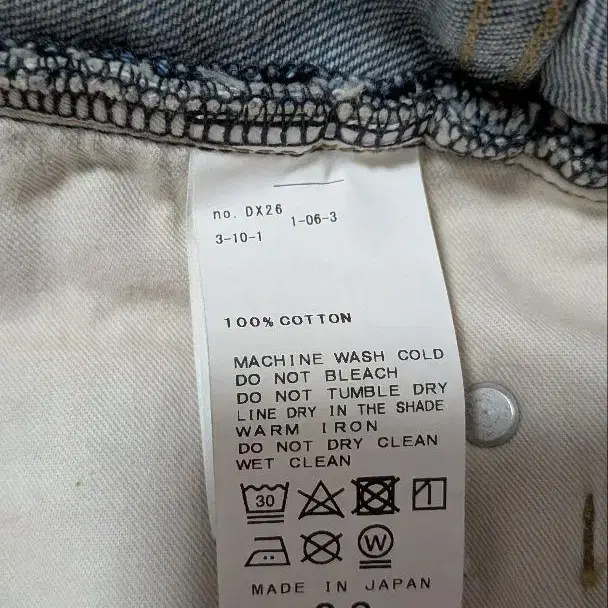 no. DX26
1-06-3
3-10-1
100% COTTON
MACHINE WASH COLD
DO NOT BLEACH
DO NOT TUMBLE DRY
LINE DRY IN THE SHADE
WARM IRON
DO NOT DRY CLEAN
WET CLEAN
30
W
MADE IN JAPAN